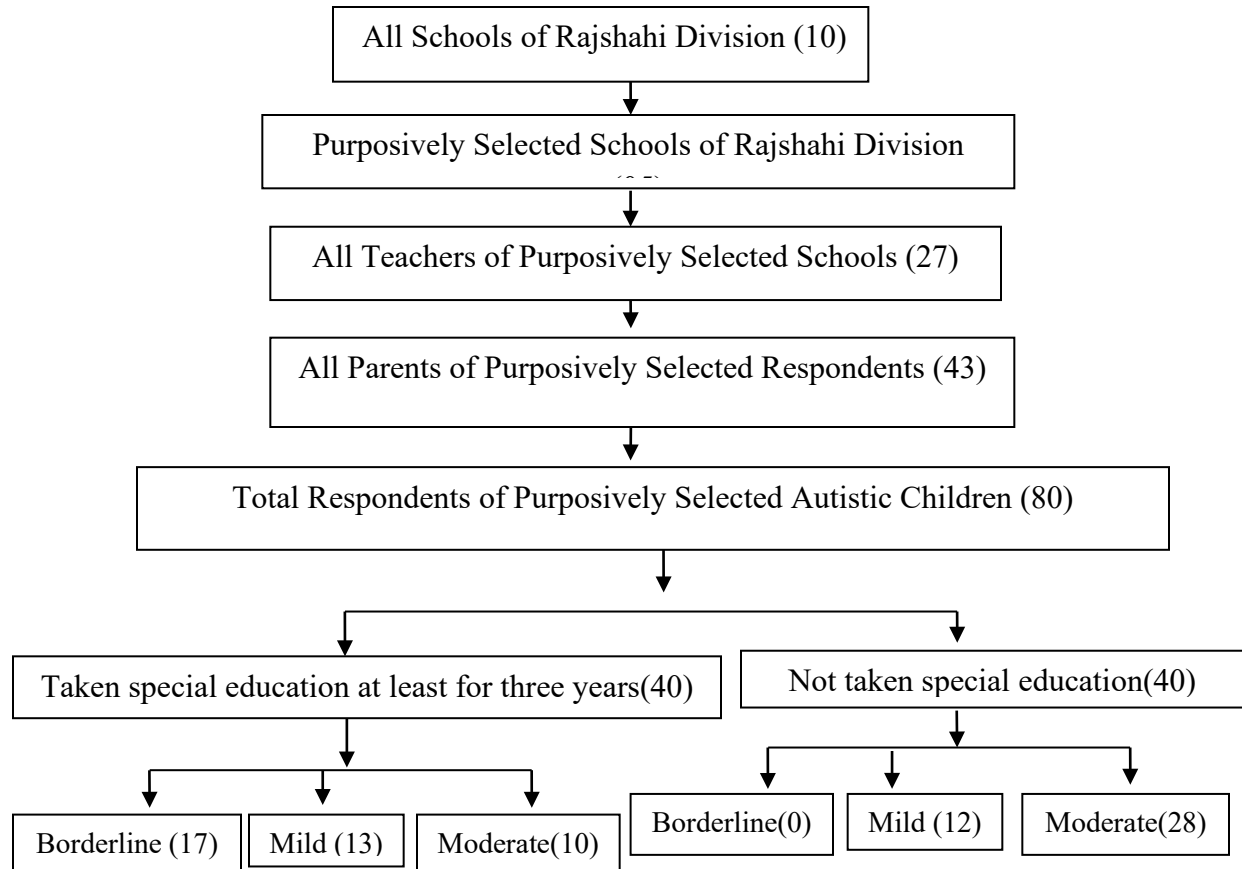 All Schools of Rajshahi Division (10)
Purposively Selected Schools of Rajshahi Division
All Teachers of Purposively Selected Schools (27)
All Parents of Purposively Selected Respondents (43)
Total Respondents of Purposively Selected Autistic Children (80)
Taken special education at least for three years(40)
Not taken special education(40)
Borderline (17)
Mild (13)
Moderate(10)
Borderline(0)
Mild (12)
Moderate(28)